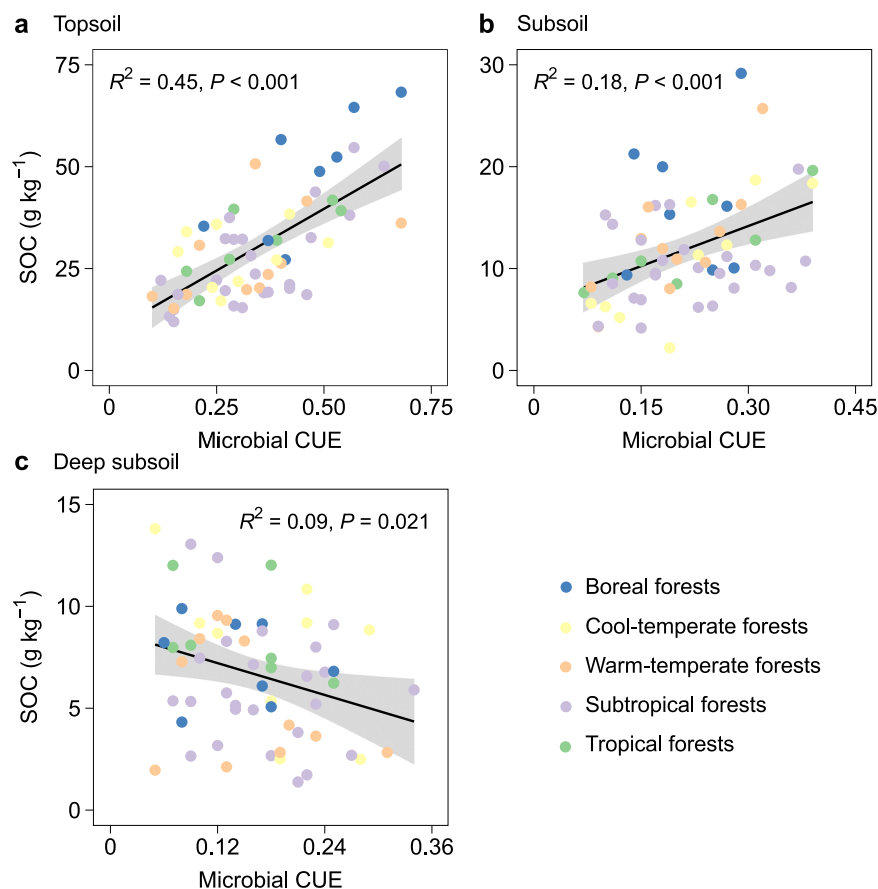 a Topsoil
R² = 0.45, P < 0.001
75
50
25
0
SOC (g kg⁻¹)
0 0.25 0.50 0.75
Microbial CUE
b Subsoil
R² = 0.18, P < 0.001
30
20
10
0
0 0.15 0.30 0.45
Microbial CUE
c Deep subsoil
R² = 0.09, P = 0.021
15
10
5
0
SOC (g kg⁻¹)
0 0.12 0.24 0.36
Microbial CUE
Boreal forests
Cool-temperate forests
Warm-temperate forests
Subtropical forests
Tropical forests